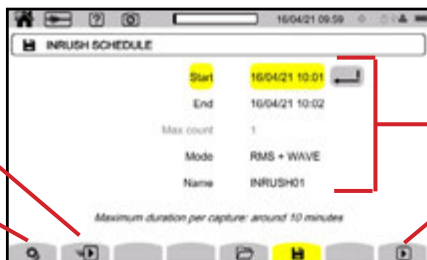 16/04/21 09:59
INRUSH SCHEDULE
Start 16/04/21 10:01
End 16/04/21 10:02
Max count 1
Mode RMS + WAVE
Name INRUSH01
Maximum duration per capture: around 10 minutes